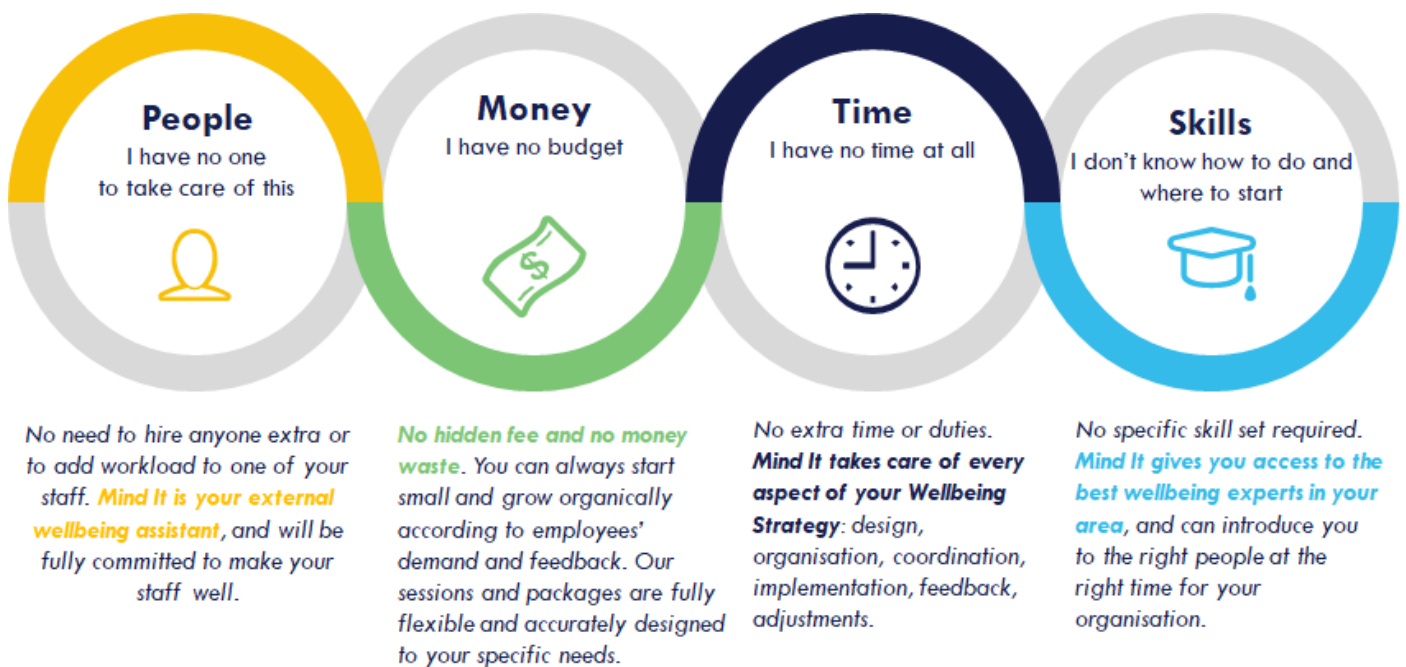 People
I have no one
to take care of this
Money
I have no budget
Time
I have no time at all
Skills
I don't know how to do and
where to start
$
No need to hire anyone extra or
to add workload to one of your
staff. Mind It is your external
wellbeing assistant, and will be
fully committed to make your
staff well.
No hidden fee and no money
waste. You can always start
small and grow organically
according to employees'
demand and feedback. Our
sessions and packages are fully
flexible and accurately designed
to your specific needs.
No extra time or duties.
Mind It takes care of every
aspect of your Wellbeing
Strategy: design,
organisation, coordination,
implementation, feedback,
adjustments.
No specific skill set required.
Mind It gives you access to the
best wellbeing experts in your
area, and can introduce you
to the right people at the
right time for your
organisation.